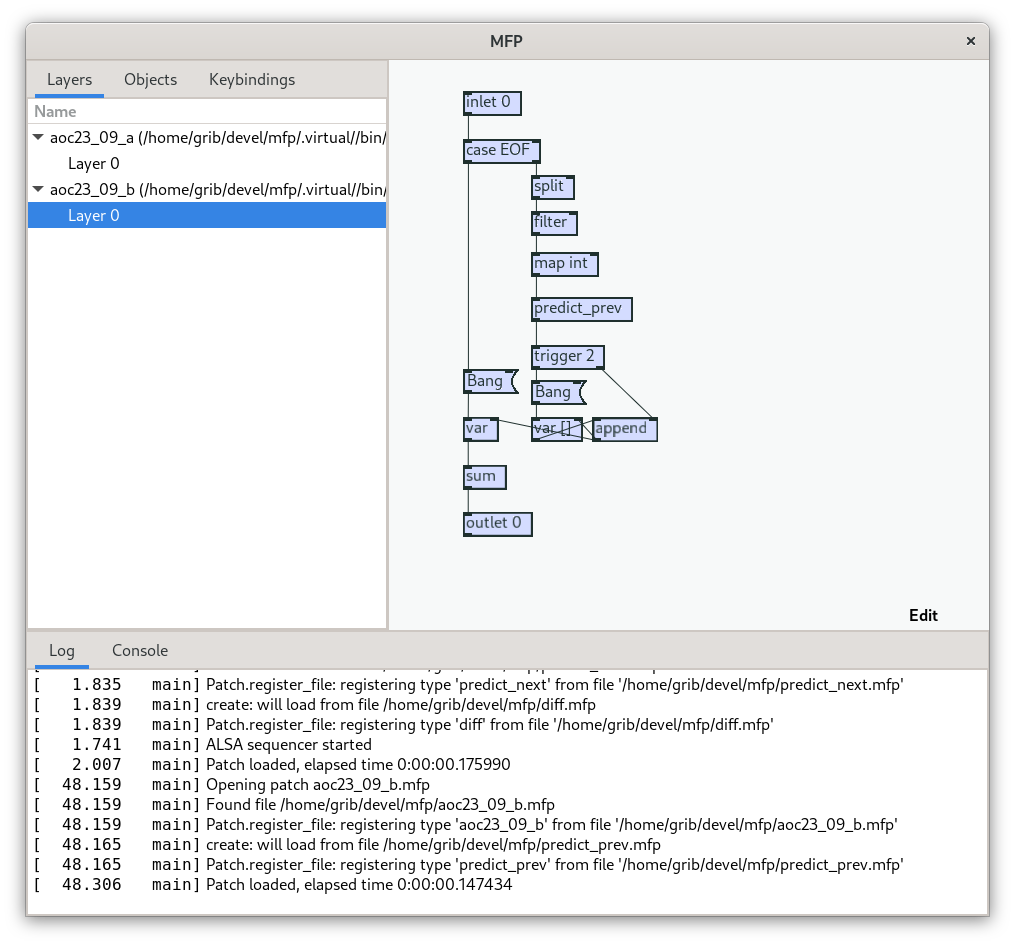 MFP
×
Layers Objects Keybindings
Name
aoc23_09_a (/home/grib/devel/mfp/.virtual//bin/
Layer 0
aoc23_09_b (/home/grib/devel/mfp/.virtual//bin/
Layer 0
inlet 0
case EOF
split
filter
map int
predict_prev
trigger 2
Bang
Bang
var
var []
append
sum
outlet 0
Edit
Log Console
[ 1.835 main] Patch.register_file: registering type 'predict_next' from file '/home/grib/devel/mfp/predict_next.mfp'
[ 1.839 main] create: will load from file /home/grib/devel/mfp/diff.mfp
[ 1.839 main] Patch.register_file: registering type 'diff' from file '/home/grib/devel/mfp/diff.mfp'
[ 1.741 main] ALSA sequencer started
[ 2.007 main] Patch loaded, elapsed time 0:00:00.175990
[ 48.159 main] Opening patch aoc23_09_b.mfp
[ 48.159 main] Found file /home/grib/devel/mfp/aoc23_09_b.mfp
[ 48.159 main] Patch.register_file: registering type 'aoc23_09_b' from file '/home/grib/devel/mfp/aoc23_09_b.mfp'
[ 48.165 main] create: will load from file /home/grib/devel/mfp/predict_prev.mfp
[ 48.165 main] Patch.register_file: registering type 'predict_prev' from file '/home/grib/devel/mfp/predict_prev.mfp'
[ 48.306 main] Patch loaded, elapsed time 0:00:00.147434